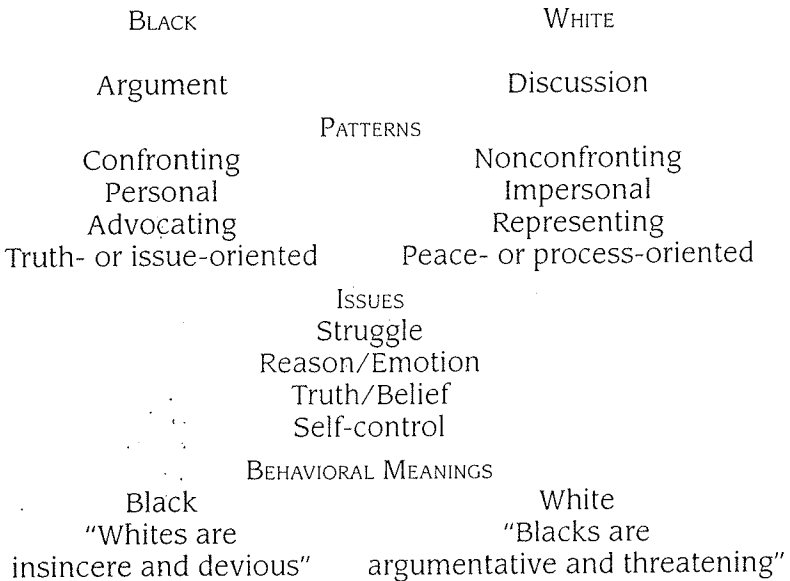 BLACK WHITE
Argument Discussion
PATTERNS
Confronting Nonconfronting
Personal Impersonal
Advocating Representing
Truth- or issue-oriented Peace- or process-oriented
ISSUES
Struggle
Reason/Emotion
Truth/Belief
Self-control
BEHAVIORAL MEANINGS
Black White
"Whites are "Blacks are
insincere and devious" argumentative and threatening"